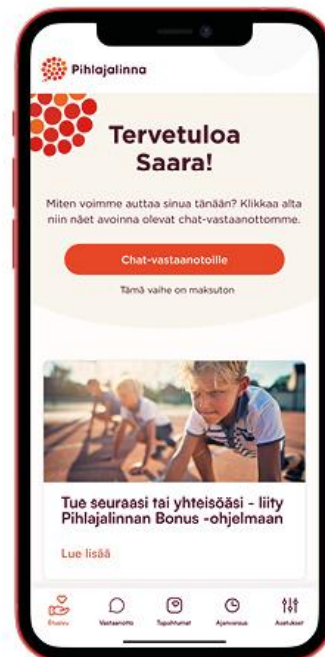 Pihlajalinna
Tervetuloa
Saara!
Miten voimme auttaa sinua tänään? Klikkaa alta
niin näet avoinna olevat chat-vastaanottomme.
Chat-vastaanotoille
Tämä vaihe on maksuton
Tue seuraasi tai yhteisöäsi - liity
Pihlajalinnan Bonus -ohjelmaan
Lue lisää
Etusivu Vastaanotto Tapahtumat Ajanvaraus Asetukset